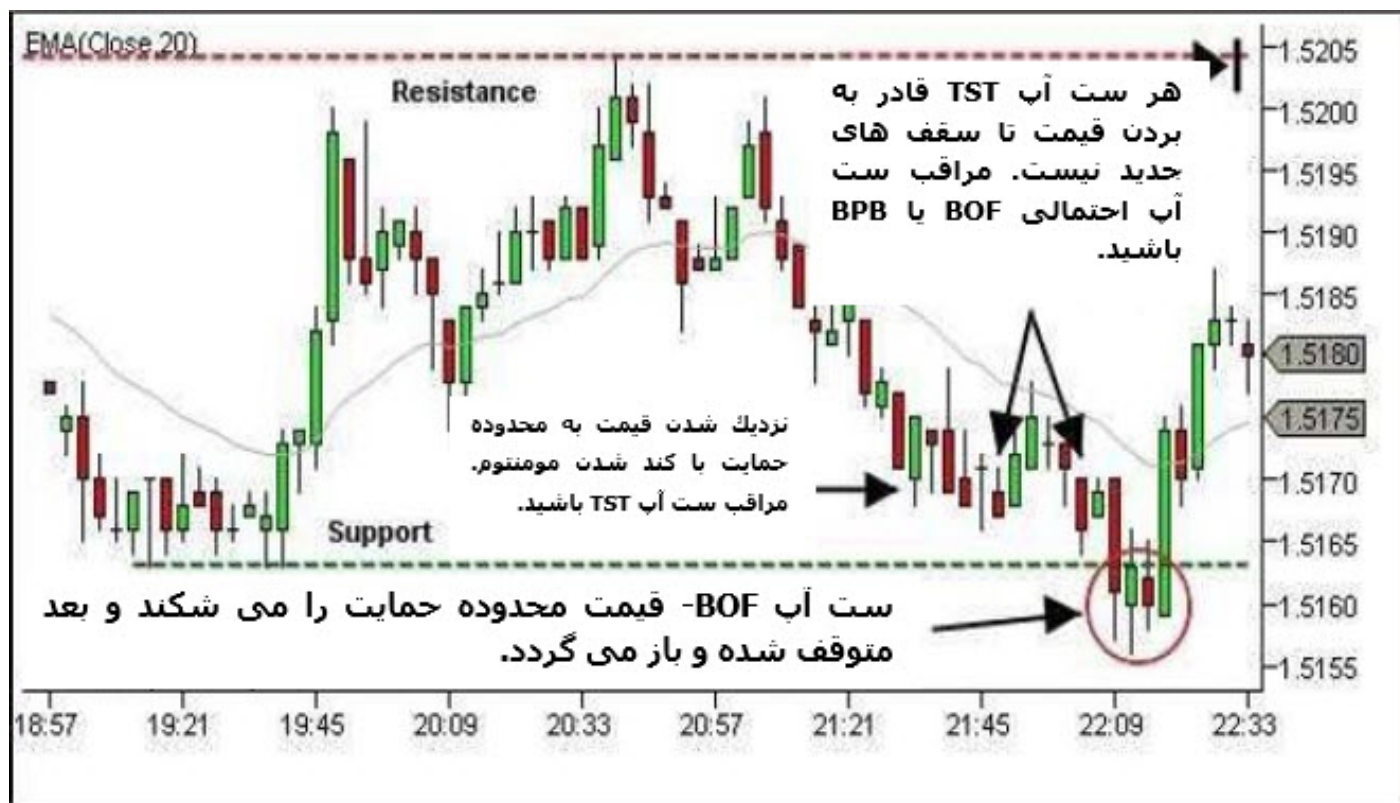 EMA(Close,20)
Resistance
هر ست آپ TST قادر به
بردن قیمت تا سقف های
جدید نیست. مراقب ست
آپ احتمالی BOF یا BPB
باشید.
نزدیك شدن قیمت به محدوده
حمایت با کند شدن مومنتوم.
مراقب ست آپ TST باشید.
Support
ست آپ BOF- قیمت محدوده حمایت را می شکند و بعد
متوقف شده و باز می گردد.
1.5205
1.5200
1.5195
1.5190
1.5185
1.5180
1.5175
1.5170
1.5165
1.5160
1.5155
18:57 19:21 19:45 20:09 20:33 20:57 21:21 21:45 22:09 22:33